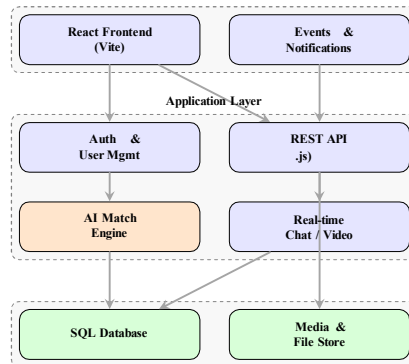 React Frontend
(Vite)
Events &
Notifications
Application Layer
Auth &
User Mgmt
REST API
.js)
AI Match
Engine
Real-time
Chat / Video
SQL Database
Media &
File Store